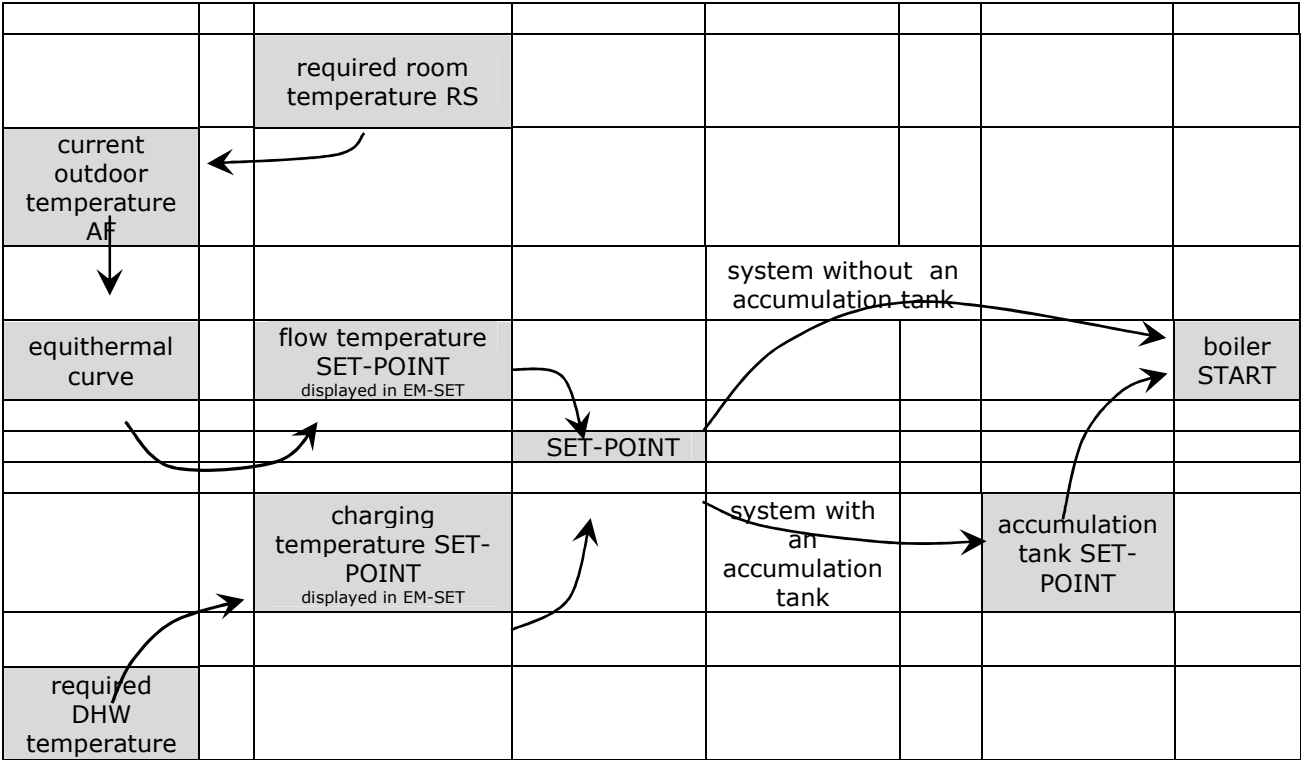 required room
temperature RS
current
outdoor
temperature
AF
system without an
accumulation tank
equithermal
curve
flow temperature
SET-POINT
displayed in EM-SET
boiler
START
SET-POINT
charging
temperature SET-
POINT
displayed in EM-SET
system with
an
accumulation
tank
accumulation
tank SET-
POINT
required
DHW
temperature